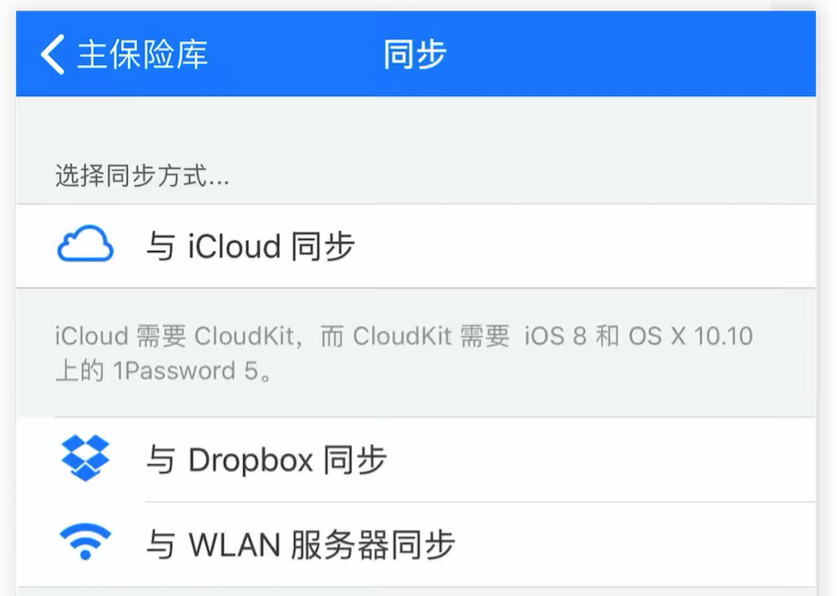 主保险库 同步
选择同步方式...
与 iCloud 同步
iCloud 需要 CloudKit，而 CloudKit 需要 iOS 8 和 OS X 10.10
上的 1Password 5。
与 Dropbox 同步
与 WLAN 服务器同步